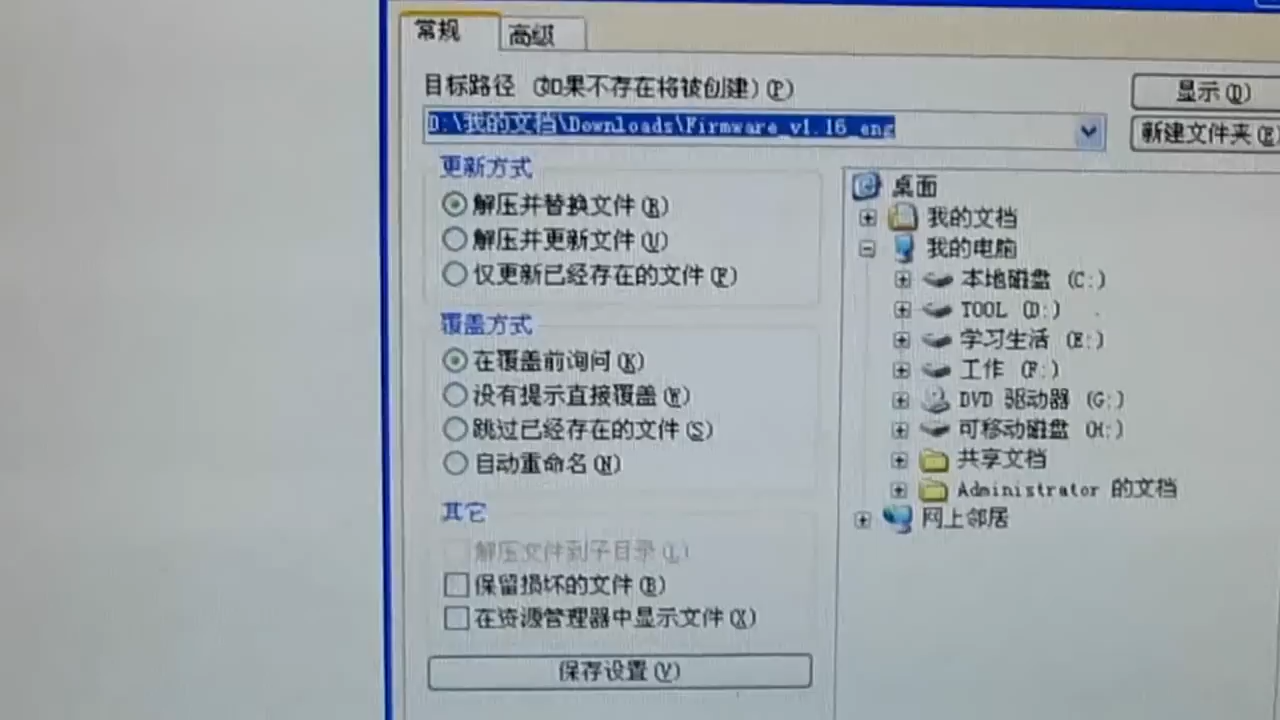 常规
高级
目标路径 (如果不存在将被创建)(P)
显示(D)
D:\我的文档\Downloads\Firmware_v1.16_eng
新建文件夹(E)
更新方式
解压并替换文件(R)
解压并更新文件(U)
仅更新已经存在的文件(F)
覆盖方式
在覆盖前询问(K)
没有提示直接覆盖(W)
跳过已经存在的文件(S)
自动重命名(N)
其它
解压文件到子目录(L)
保留损坏的文件(B)
在资源管理器中显示文件(X)
保存设置(V)
桌面
我的文档
我的电脑
本地磁盘 (C:)
TOOL (D:)
学习生活 (E:)
工作 (F:)
DVD 驱动器 (G:)
可移动磁盘 (H:)
共享文档
Administrator 的文档
网上邻居